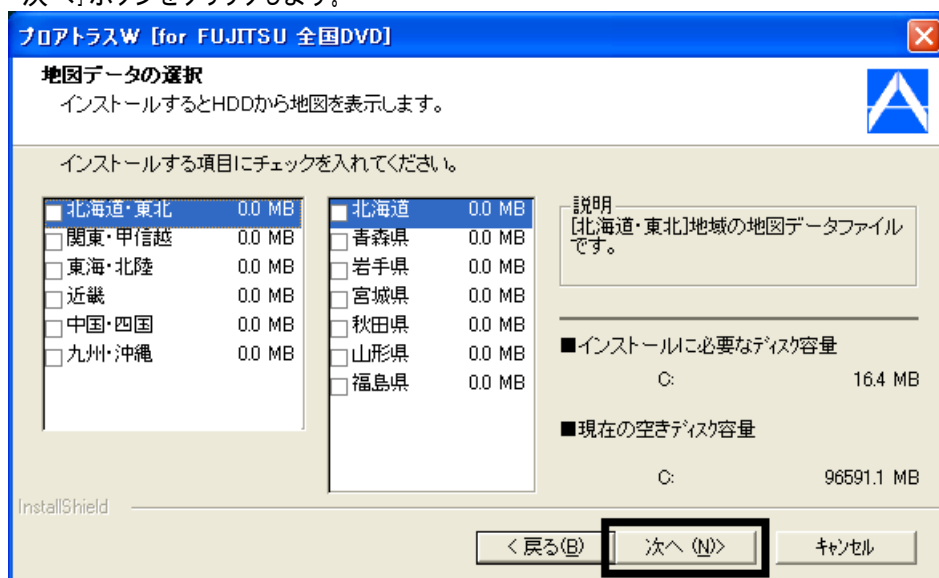 次へ]ボタンをクリックします。
プロアトラスW [for FUJITSU 全国DVD]
地図データの選択
インストールするとHDDから地図を表示します。
インストールする項目にチェックを入れてください。
北海道・東北 0.0 MB
関東・甲信越 0.0 MB
東海・北陸 0.0 MB
近畿 0.0 MB
中国・四国 0.0 MB
九州・沖縄 0.0 MB
北海道 0.0 MB
青森県 0.0 MB
岩手県 0.0 MB
宮城県 0.0 MB
秋田県 0.0 MB
山形県 0.0 MB
福島県 0.0 MB
説明
[北海道・東北]地域の地図データファイル
です。
■インストールに必要なディスク容量
C: 16.4 MB
■現在の空きディスク容量
C: 96591.1 MB
InstallShield
< 戻る(B) 次へ (N)> キャンセル